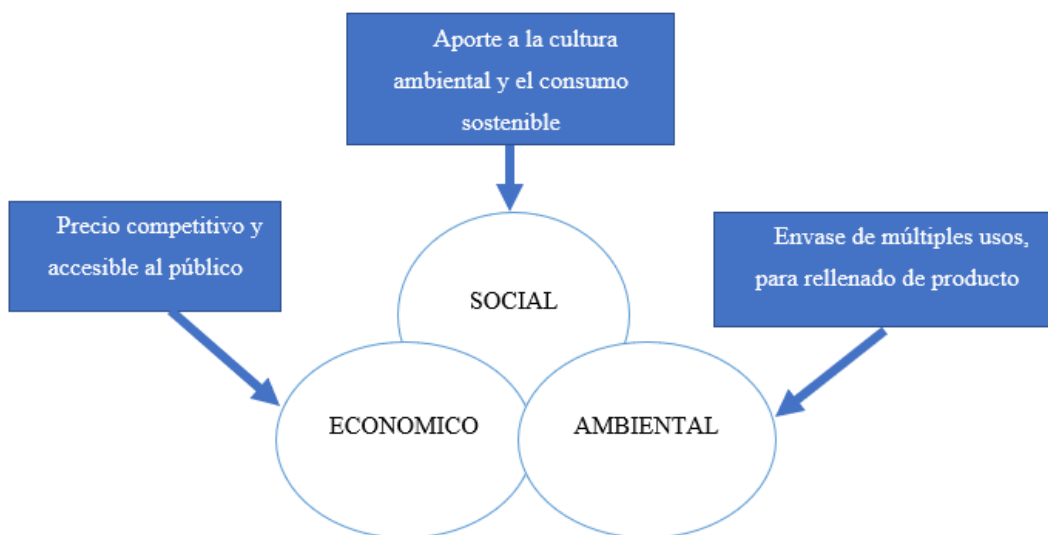 Aporte a la cultura
ambiental y el consumo
sostenible
Precio competitivo y
accesible al público
Envase de múltiples usos,
para rellenado de producto
SOCIAL
ECONOMICO
AMBIENTAL